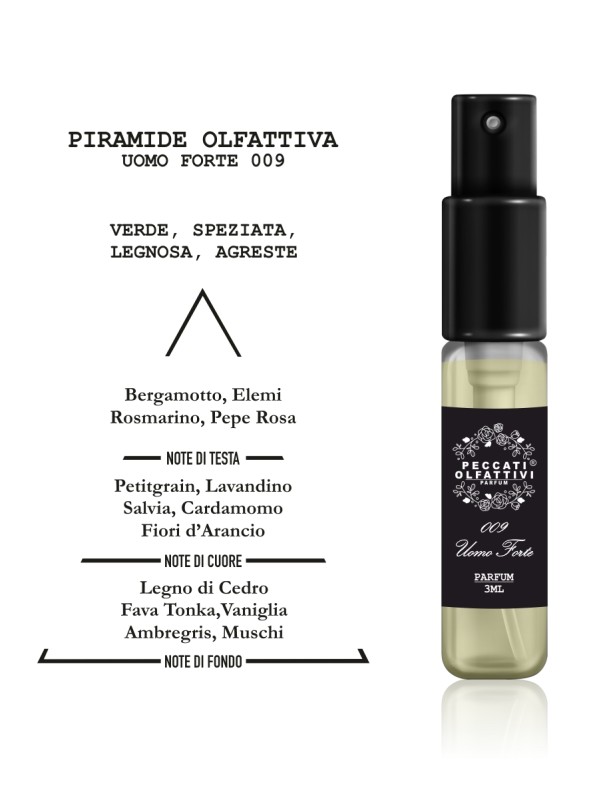 PIRAMIDE OLFATTIVA
UOMO FORTE 009
VERDE, SPEZIATA,
LEGNOSA, AGRESTE
Bergamotto, Elemi
Rosmarino, Pepe Rosa
NOTE DI TESTA
Petitgrain, Lavandino
Salvia, Cardamomo
Fiori d'Arancio
NOTE DI CUORE
Legno di Cedro
Fava Tonka,Vaniglia
Ambregris, Muschi
NOTE DI FONDO
PECCATI®
OLFATTIVI
PARFUM
009
Uomo Forte
PARFUM
3ML